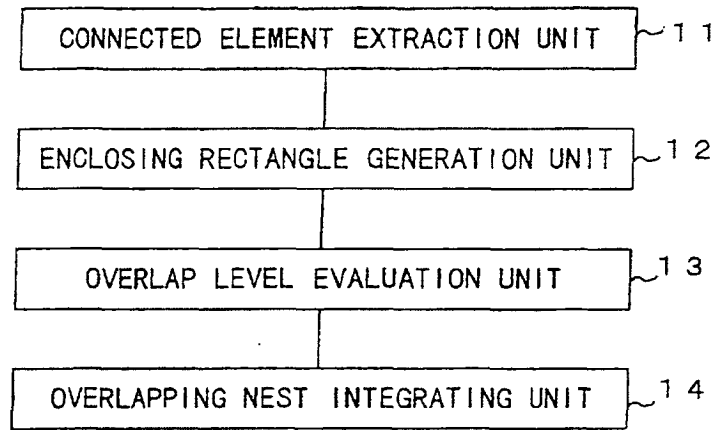 CONNECTED ELEMENT EXTRACTION UNIT 11
ENCLOSING RECTANGLE GENERATION UNIT 12
OVERLAP LEVEL EVALUATION UNIT 13
OVERLAPPING NEST INTEGRATING UNIT 14